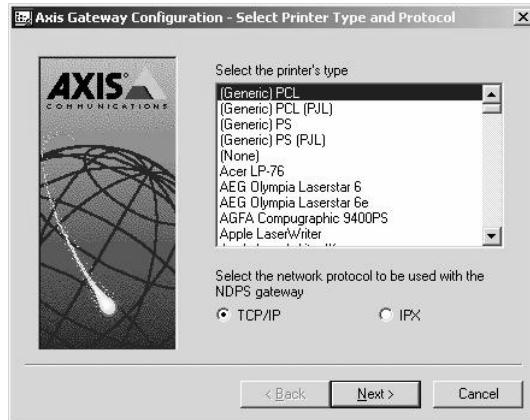 Axis Gateway Configuration - Select Printer Type and Protocol
AXIS
COMMUNICATIONS
Select the printer's type
(Generic) PCL
(Generic) PCL (PJL)
(Generic) PS
(Generic) PS (PJL)
(None)
Acer LP-76
AEG Olympia Laserstar 6
AEG Olympia Laserstar 6e
AGFA Compugraphic 9400PS
Apple LaserWriter
Select the network protocol to be used with the
NDPS gateway
TCP/IP IPX
< Back Next > Cancel